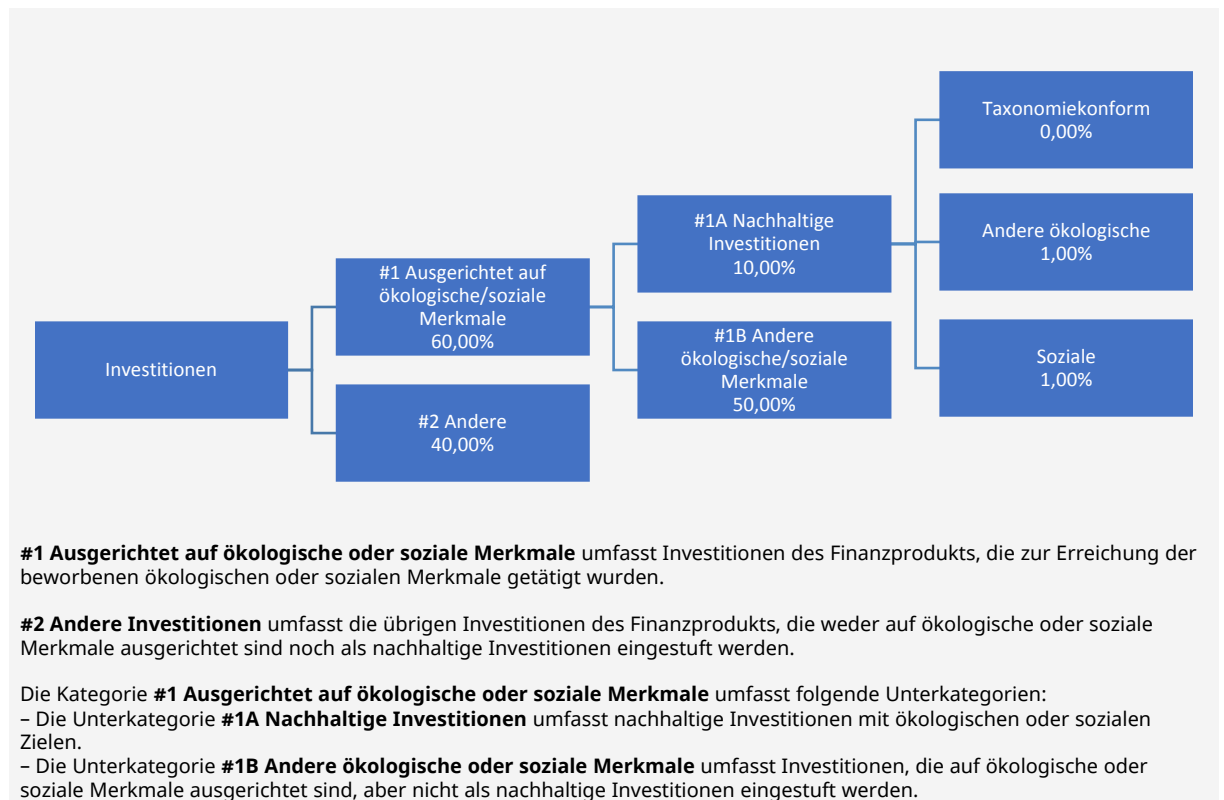 Investitionen
#1 Ausgerichtet auf
ökologische/soziale
Merkmale
60,00%
#2 Andere
40,00%
#1A Nachhaltige
Investitionen
10,00%
#1B Andere
ökologische/soziale
Merkmale
50,00%
Taxonomiekonform
0,00%
Andere ökologische
1,00%
Soziale
1,00%
#1 Ausgerichtet auf ökologische oder soziale Merkmale umfasst Investitionen des Finanzprodukts, die zur Erreichung der
beworbenen ökologischen oder sozialen Merkmale getätigt wurden.
#2 Andere Investitionen umfasst die übrigen Investitionen des Finanzprodukts, die weder auf ökologische oder soziale
Merkmale ausgerichtet sind noch als nachhaltige Investitionen eingestuft werden.
Die Kategorie #1 Ausgerichtet auf ökologische oder soziale Merkmale umfasst folgende Unterkategorien:
– Die Unterkategorie #1A Nachhaltige Investitionen umfasst nachhaltige Investitionen mit ökologischen oder sozialen
Zielen.
– Die Unterkategorie #1B Andere ökologische oder soziale Merkmale umfasst Investitionen, die auf ökologische oder
soziale Merkmale ausgerichtet sind, aber nicht als nachhaltige Investitionen eingestuft werden.